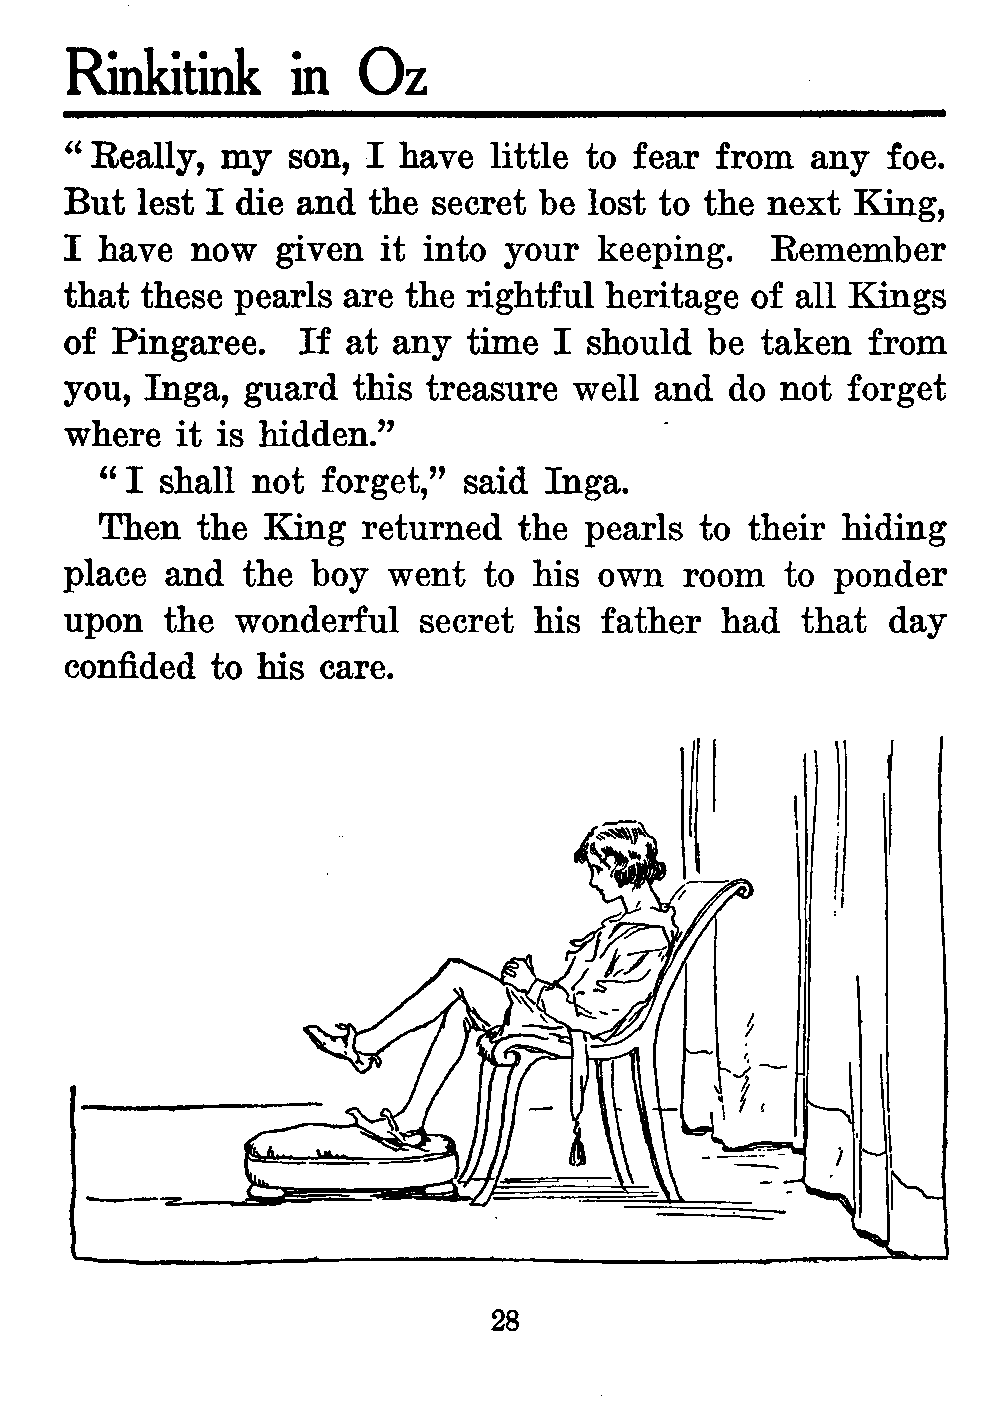 Rinkitink in Oz
“Really, my son, I have little to fear from any foe.
But lest I die and the secret be lost to the next King,
I have now given it into your keeping. Remember
that these pearls are the rightful heritage of all Kings
of Pingaree. If at any time I should be taken from
you, Inga, guard this treasure well and do not forget
where it is hidden.”
“I shall not forget,” said Inga.
Then the King returned the pearls to their hiding
place and the boy went to his own room to ponder
upon the wonderful secret his father had that day
confided to his care.
28